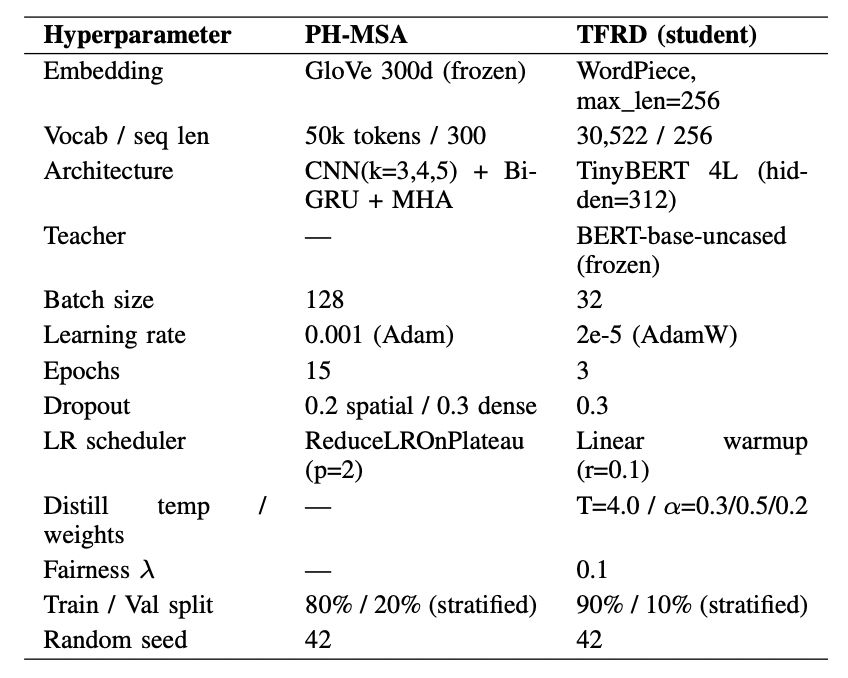 Hyperparameter PH-MSA TFRD (student)
Embedding GloVe 300d (frozen) WordPiece,
max_len=256
Vocab / seq len 50k tokens / 300 30,522 / 256
Architecture CNN(k=3,4,5) + Bi- TinyBERT 4L (hid-
GRU + MHA den=312)
Teacher — BERT-base-uncased
(frozen)
Batch size 128 32
Learning rate 0.001 (Adam) 2e-5 (AdamW)
Epochs 15 3
Dropout 0.2 spatial / 0.3 dense 0.3
LR scheduler ReduceLROnPlateau Linear warmup
(p=2) (r=0.1)
Distill temp / — T=4.0 / α=0.3/0.5/0.2
weights
Fairness λ — 0.1
Train / Val split 80% / 20% (stratified) 90% / 10% (stratified)
Random seed 42 42